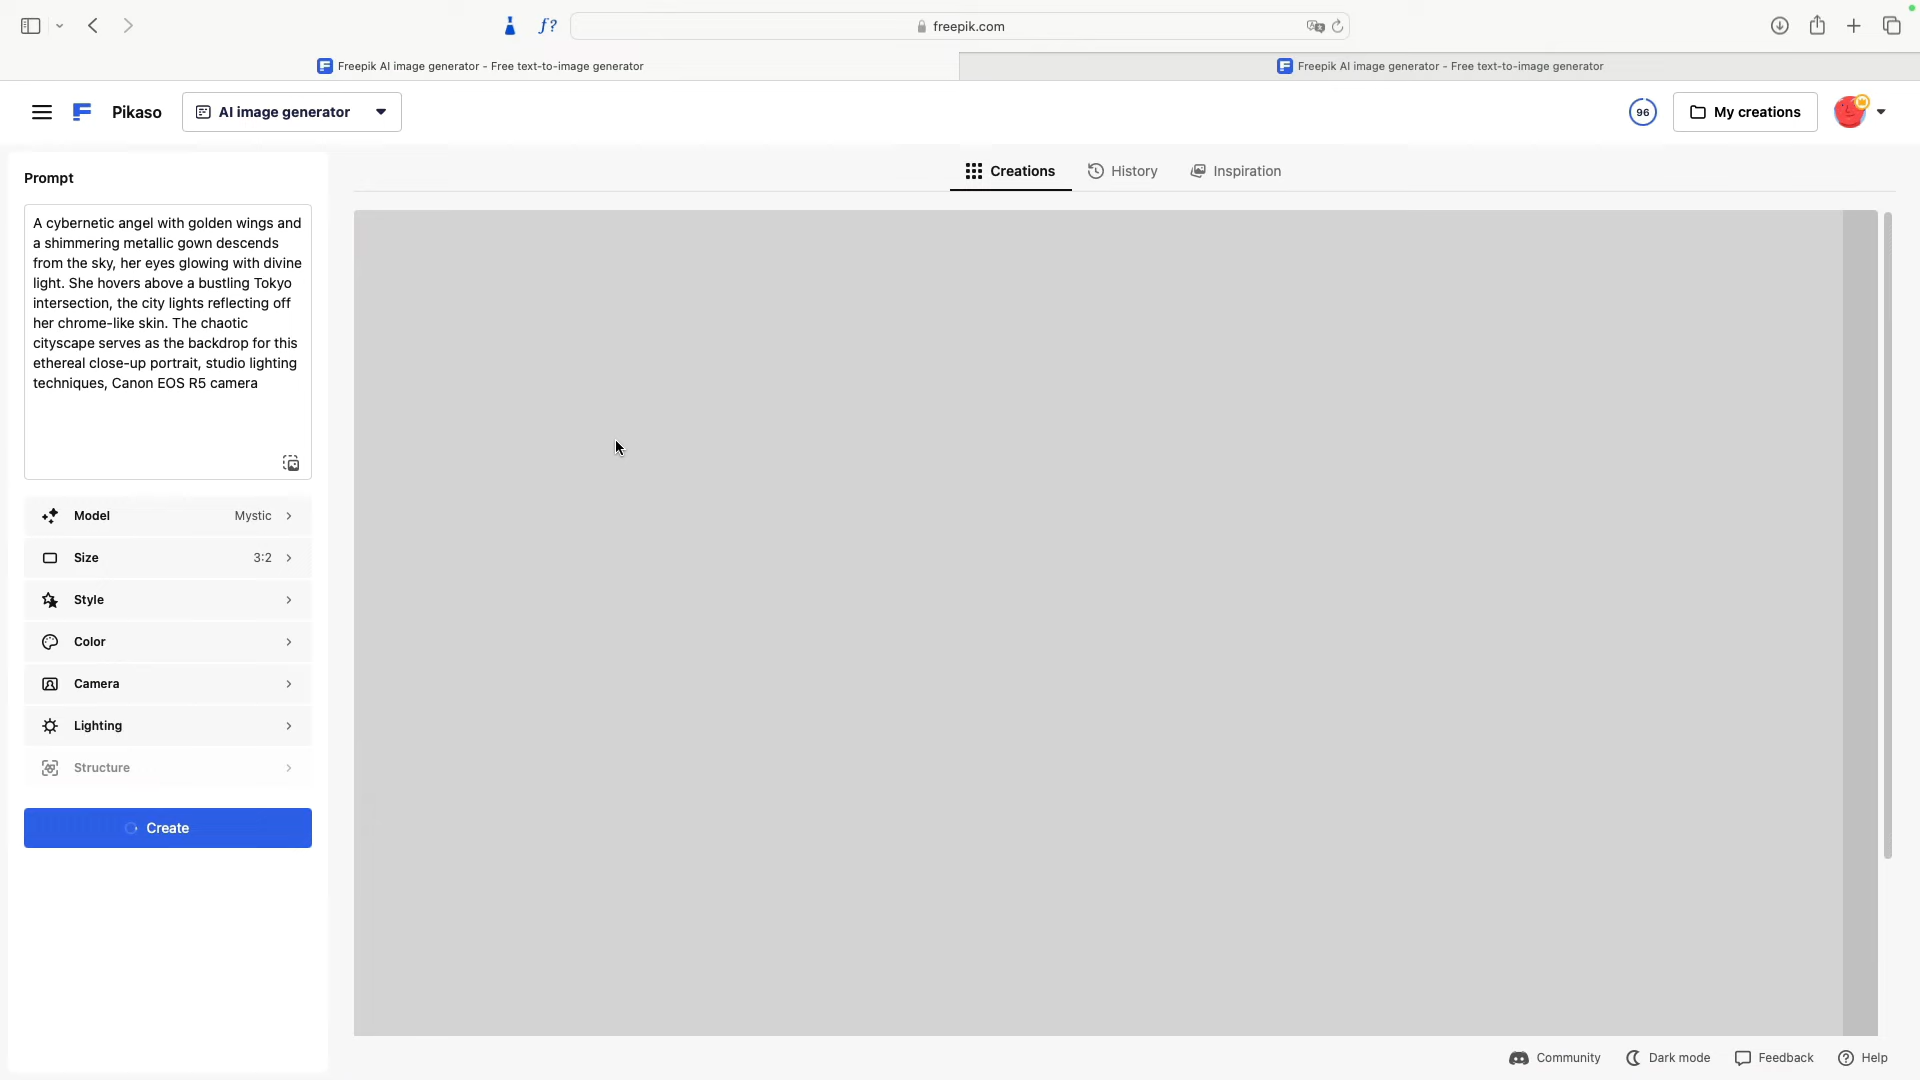 freepik.com
Freepik AI image generator - Free text-to-image generator
Freepik AI image generator - Free text-to-image generator
Pikaso
AI image generator
96
My creations
Prompt
A cybernetic angel with golden wings and
a shimmering metallic gown descends
from the sky, her eyes glowing with divine
light. She hovers above a bustling Tokyo
intersection, the city lights reflecting off
her chrome-like skin. The chaotic
cityscape serves as the backdrop for this
ethereal close-up portrait, studio lighting
techniques, Canon EOS R5 camera
Model Mystic
Size 3:2
Style
Color
Camera
Lighting
Structure
Create
Creations
History
Inspiration
Community
Dark mode
Feedback
Help